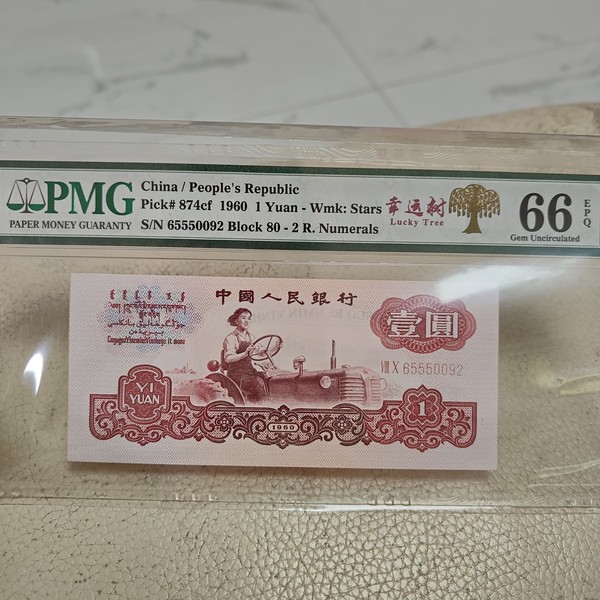 PMG
PAPER MONEY GUARANTY
China / People's Republic
Pick# 874cf 1960 1 Yuan - Wmk: Stars
S/N 65550092 Block 80 - 2 R. Numerals
幸运树
Lucky Tree
66
EPQ
Gem Uncirculated
中國人民銀行
壹圓
VIII X 65550092
YI
YUAN
1960
1